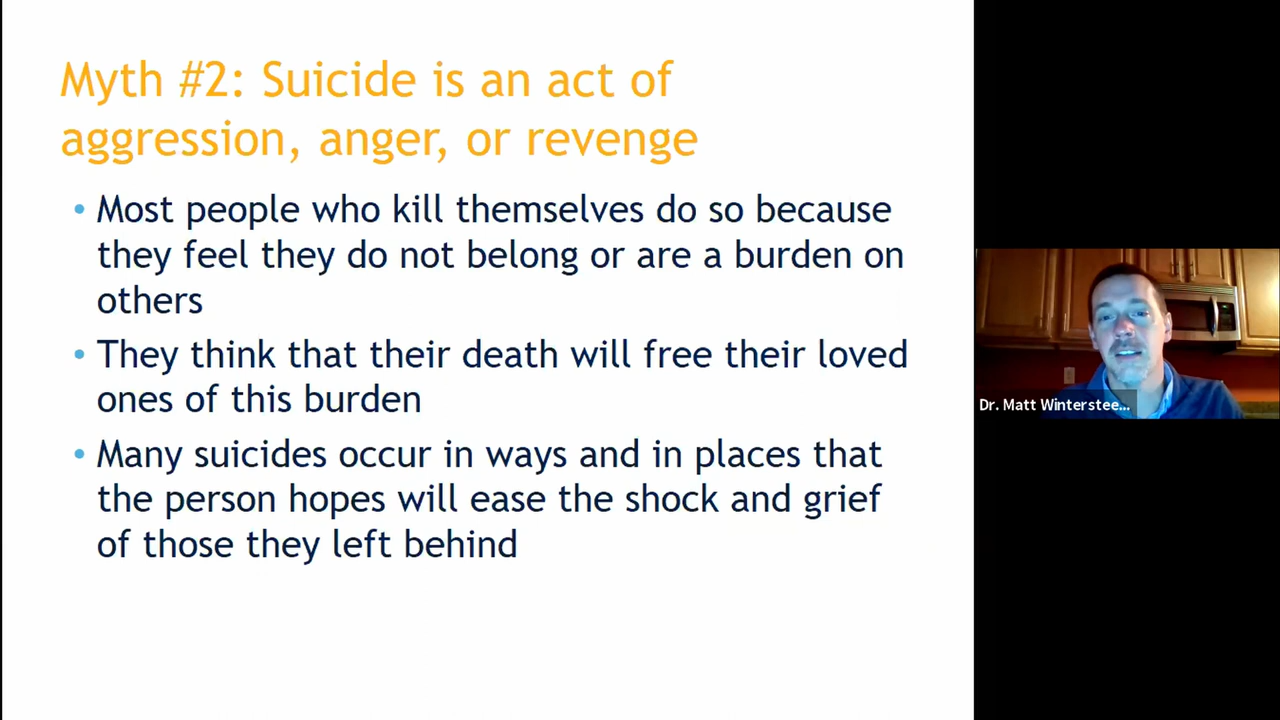 Myth #2: Suicide is an act of
aggression, anger, or revenge
• Most people who kill themselves do so because
they feel they do not belong or are a burden on
others
• They think that their death will free their loved
ones of this burden
• Many suicides occur in ways and in places that
the person hopes will ease the shock and grief
of those they left behind
Dr. Matt Winterstee...